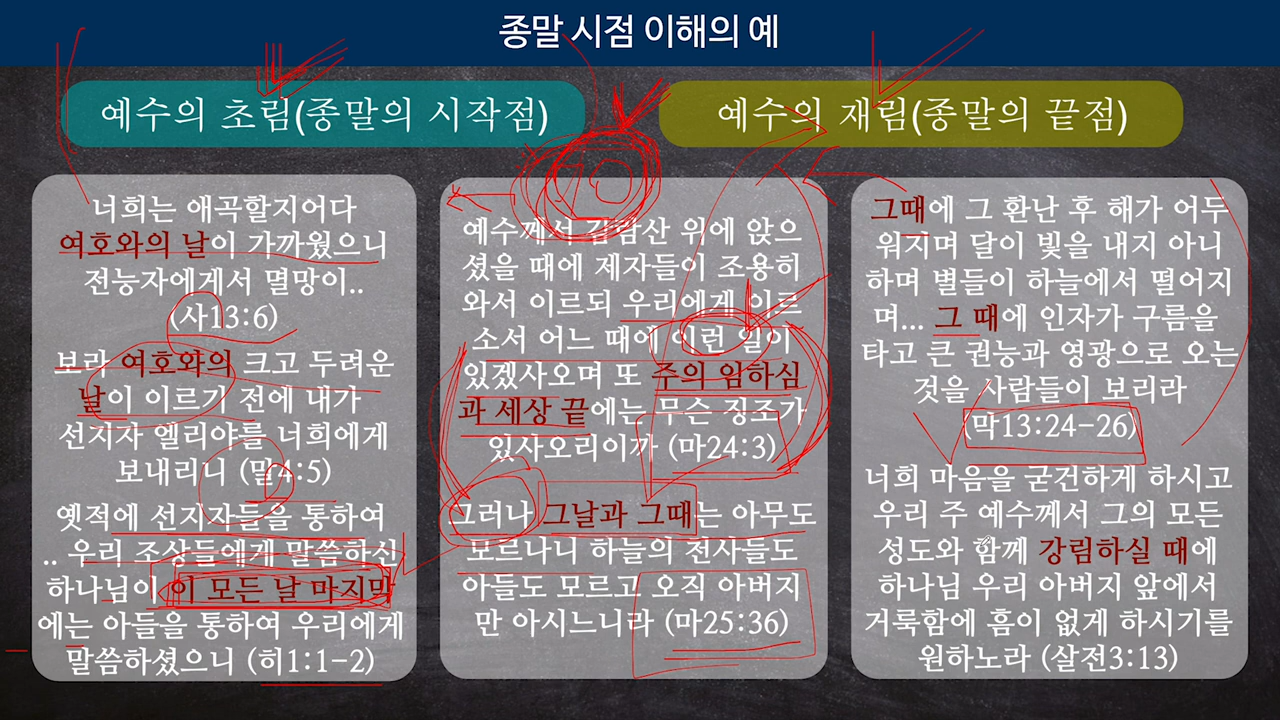 종말 시점 이해의 예
예수의 초림(종말의 시작점)
예수의 재림(종말의 끝점)
너희는 애곡할지어다
여호와의 날이 가까웠으니
전능자에게서 멸망이..
(사13:6)
보라 여호와의 크고 두려운
날이 이르기 전에 내가
선지자 엘리야를 너희에게
보내리니 (말4:5)
옛적에 선지자들을 통하여
.. 우리 조상들에게 말씀하신
하나님이 이 모든 날 마지막
에는 아들을 통하여 우리에게
말씀하셨으니 (히1:1-2)
예수께서 감람산 위에 앉으
셨을 때에 제자들이 조용히
와서 이르되 우리에게 이르
소서 어느 때에 이런 일이
있겠사오며 또 주의 임하심
과 세상 끝에는 무슨 징조가
있사오리이까 (마24:3)
그러나 그날과 그때는 아무도
모르나니 하늘의 천사들도
아들도 모르고 오직 아버지
만 아시느니라 (마25:36)
그때에 그 환난 후 해가 어두
워지며 달이 빛을 내지 아니
하며 별들이 하늘에서 떨어지
며... 그 때에 인자가 구름을
타고 큰 권능과 영광으로 오는
것을 사람들이 보리라
(막13:24-26)
너희 마음을 굳건하게 하시고
우리 주 예수께서 그의 모든
성도와 함께 강림하실 때에
하나님 우리 아버지 앞에서
거룩함에 흠이 없게 하시기를
원하노라 (살전3:13)